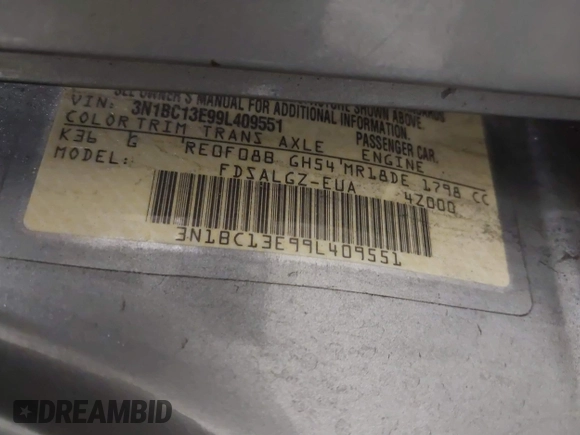 SEE OWNER'S MANUAL FOR ADDITIONAL INFORMATION.
VIN: 3N1BC13E99L409551 PASSENGER CAR.
COLOR TRIM TRANS AXLE ENGINE
K36 G RE0F08B GH54 MR18DE 1798 CC
MODEL: FDSALGZ-EUA 4Z000
3N1BC13E99L409551
DREAMBID